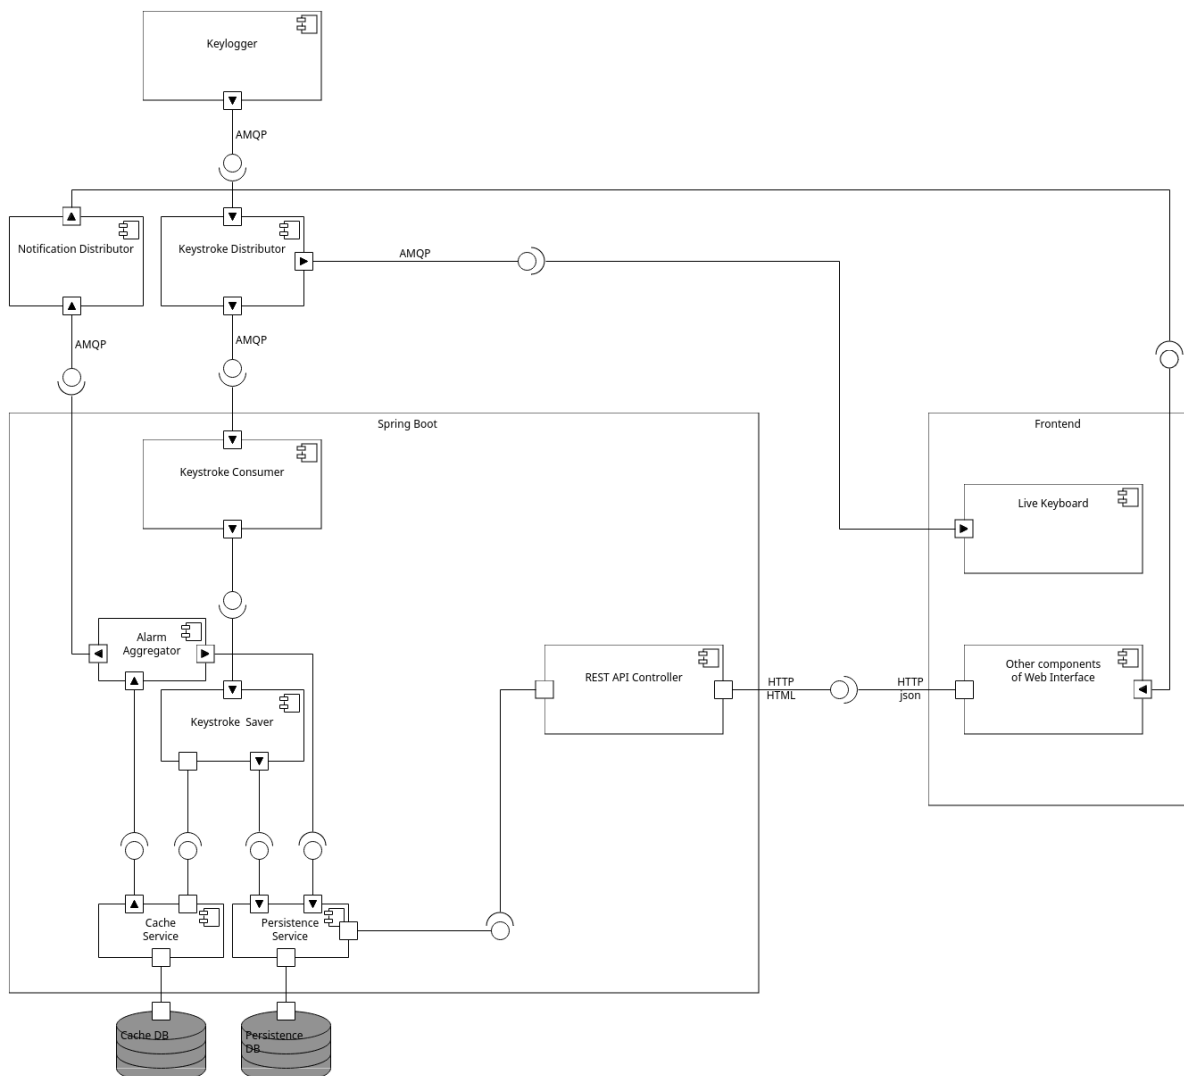 Keylogger
AMQP
Notification Distributor
Keystroke Distributor
AMQP
AMQP
AMQP
Spring Boot
Frontend
Keystroke Consumer
Live Keyboard
Alarm
Aggregator
REST API Controller
HTTP
HTML
HTTP
json
Other components
of Web Interface
Keystroke  Saver
Cache
Service
Persistence
Service
Cache DB
Persistence
DB